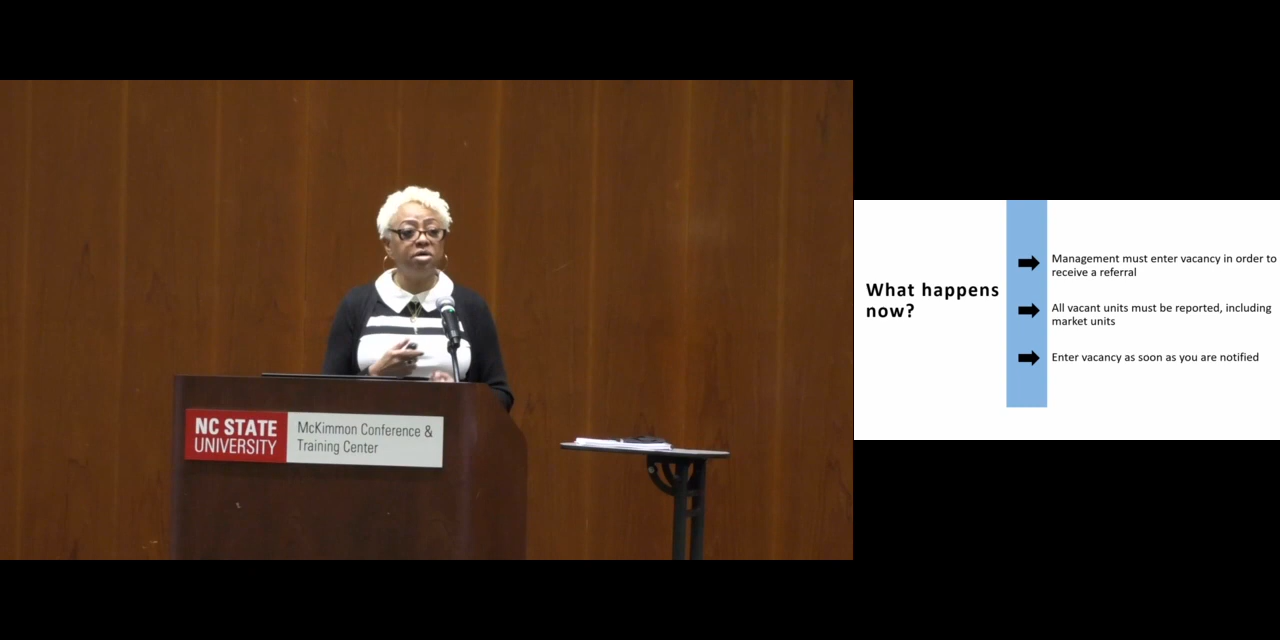 NC STATE
UNIVERSITY
McKimmon Conference &
Training Center
What happens
now?
Management must enter vacancy in order to
receive a referral
All vacant units must be reported, including
market units
Enter vacancy as soon as you are notified